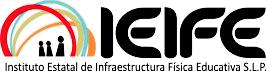 IEIFE
Instituto Estatal de Infraestructura Física Educativa S.L.P.